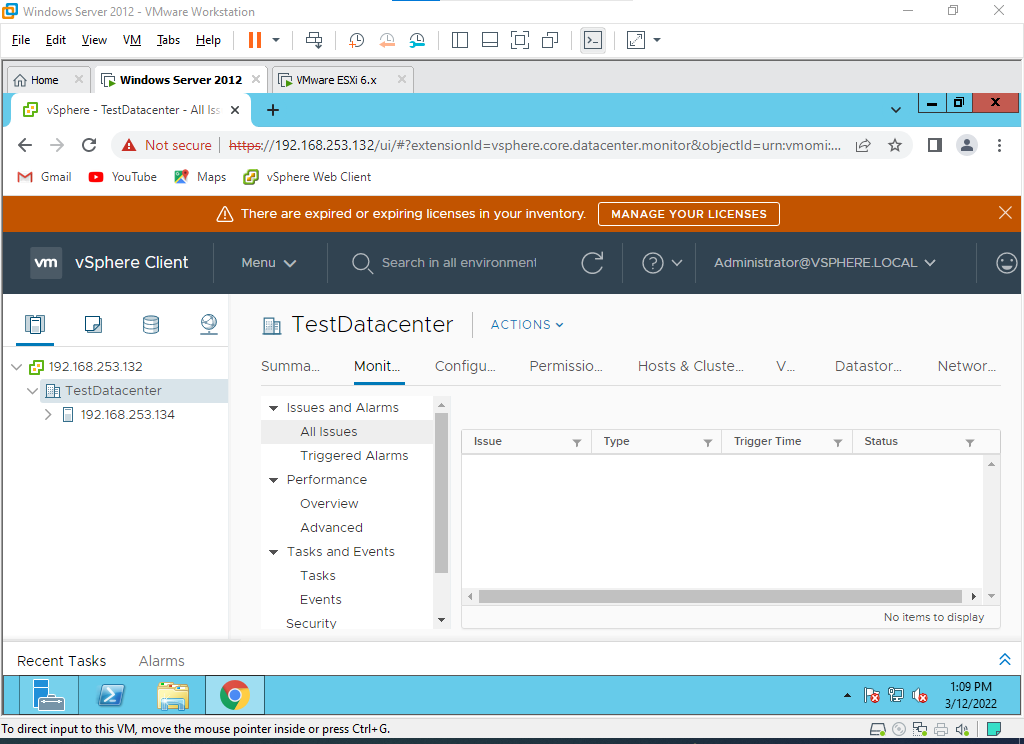 Windows Server 2012 - VMware Workstation
File Edit View VM Tabs Help
Home Windows Server 2012 VMware ESXi 6.x
vSphere - TestDatacenter - All Iss
Not secure https://192.168.253.132/ui/#?extensionId=vsphere.core.datacenter.monitor&objectId=urn:vmomi:...
Gmail YouTube Maps vSphere Web Client
There are expired or expiring licenses in your inventory. MANAGE YOUR LICENSES
vm vSphere Client Menu Search in all environment Administrator@VSPHERE.LOCAL
TestDatacenter ACTIONS
192.168.253.132
TestDatacenter
192.168.253.134
Summa... Monit... Configu... Permissio... Hosts & Cluste... V... Datastor... Networ...
Issues and Alarms
All Issues
Triggered Alarms
Performance
Overview
Advanced
Tasks and Events
Tasks
Events
Security
Issue Type Trigger Time Status
No items to display
Recent Tasks Alarms
1:09 PM
3/12/2022
To direct input to this VM, move the mouse pointer inside or press Ctrl+G.